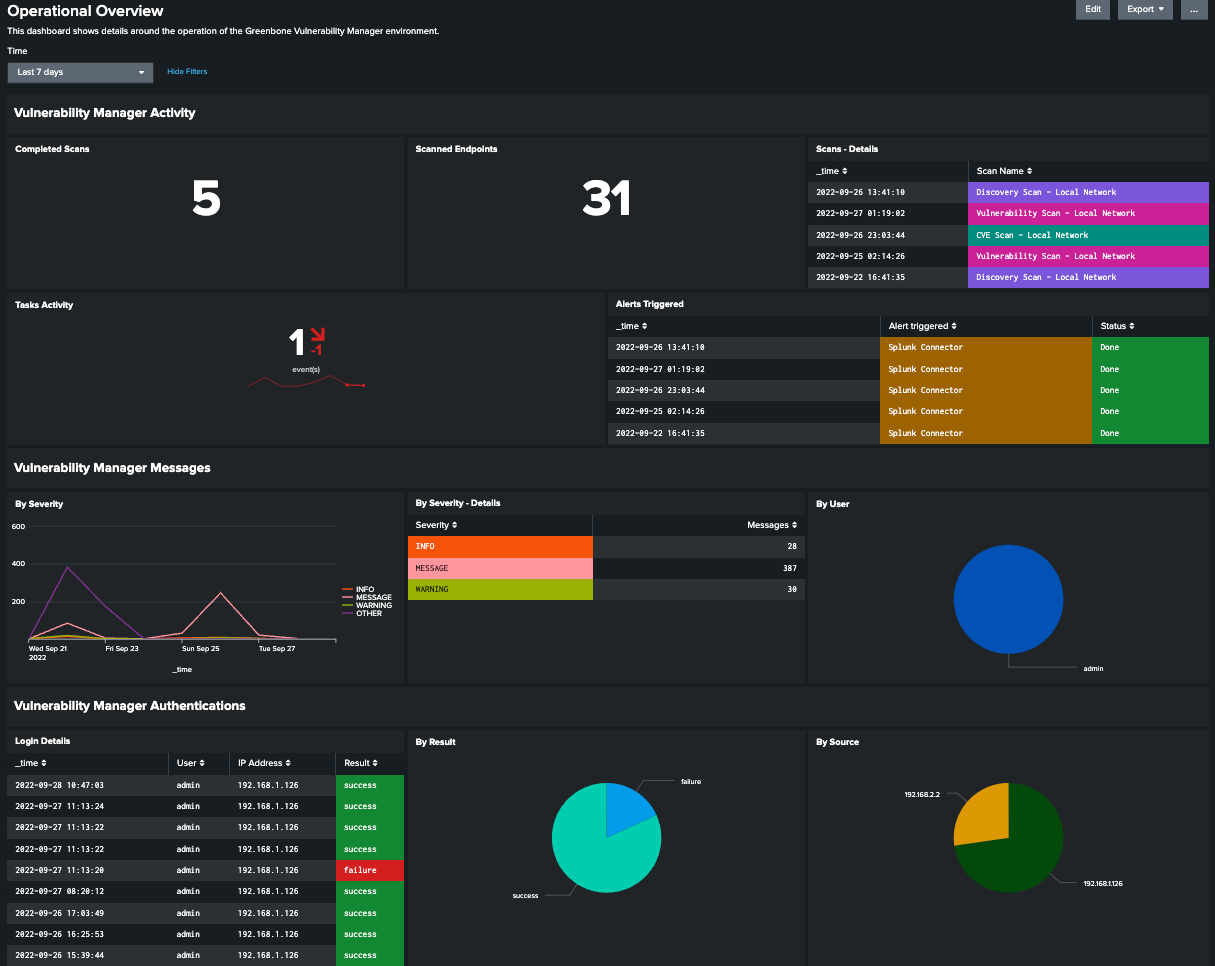 Operational Overview
Edit Export ...
This dashboard shows details around the operation of the Greenbone Vulnerability Manager environment.
Time
Last 7 days Hide Filters
Vulnerability Manager Activity
Completed Scans
5
Scanned Endpoints
31
Scans - Details
_time Scan Name
2022-09-26 13:41:10 Discovery Scan - Local Network
2022-09-27 01:19:02 Vulnerability Scan - Local Network
2022-09-26 23:03:44 CVE Scan - Local Network
2022-09-25 02:14:26 Vulnerability Scan - Local Network
2022-09-22 16:41:35 Discovery Scan - Local Network
Tasks Activity
1
-1
event(s)
Alerts Triggered
_time Alert triggered Status
2022-09-26 13:41:10 Splunk Connector Done
2022-09-27 01:19:02 Splunk Connector Done
2022-09-26 23:03:44 Splunk Connector Done
2022-09-25 02:14:26 Splunk Connector Done
2022-09-22 16:41:35 Splunk Connector Done
Vulnerability Manager Messages
By Severity
600
400
200
INFO
MESSAGE
WARNING
OTHER
Wed Sep 21 Fri Sep 23 Sun Sep 25 Tue Sep 27
2022
_time
By Severity - Details
Severity Messages
INFO 28
MESSAGE 387
WARNING 30
By User
admin
Vulnerability Manager Authentications
Login Details
_time User IP Address Result
2022-09-28 10:47:03 admin 192.168.1.126 success
2022-09-27 11:13:24 admin 192.168.1.126 success
2022-09-27 11:13:22 admin 192.168.1.126 success
2022-09-27 11:13:22 admin 192.168.1.126 success
2022-09-27 11:13:20 admin 192.168.1.126 failure
2022-09-27 08:20:12 admin 192.168.1.126 success
2022-09-26 17:03:49 admin 192.168.1.126 success
2022-09-26 16:25:53 admin 192.168.1.126 success
2022-09-26 15:39:44 admin 192.168.1.126 success
By Result
failure
success
By Source
192.168.2.2
192.168.1.126